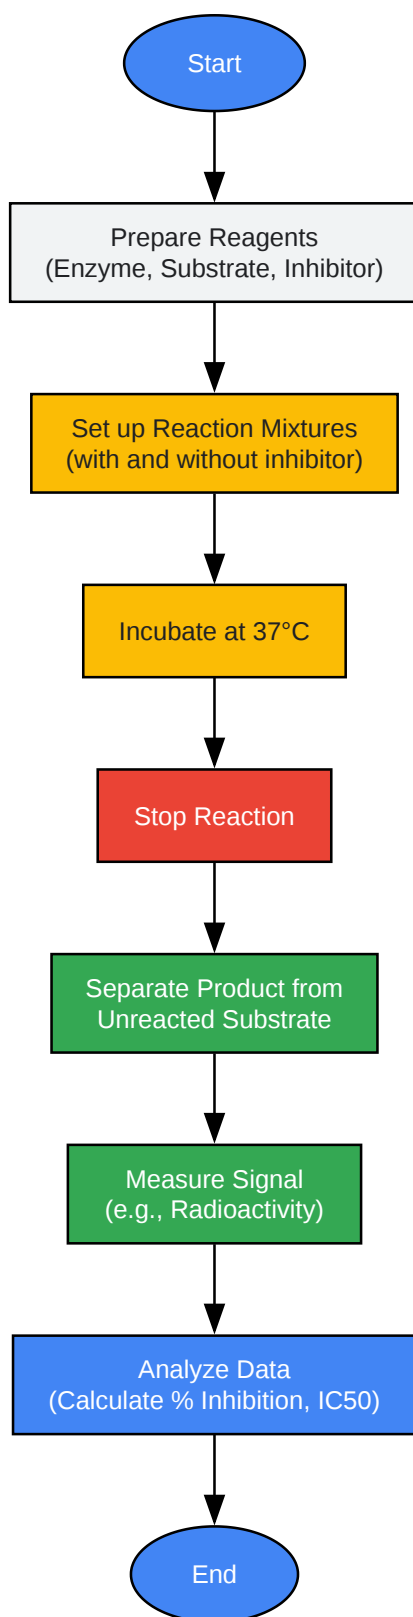 Start
Prepare Reagents
(Enzyme, Substrate, Inhibitor)
Set up Reaction Mixtures
(with and without inhibitor)
Incubate at 37°C
Stop Reaction
Separate Product from
Unreacted Substrate
Measure Signal
(e.g., Radioactivity)
Analyze Data
(Calculate % Inhibition, IC50)
End